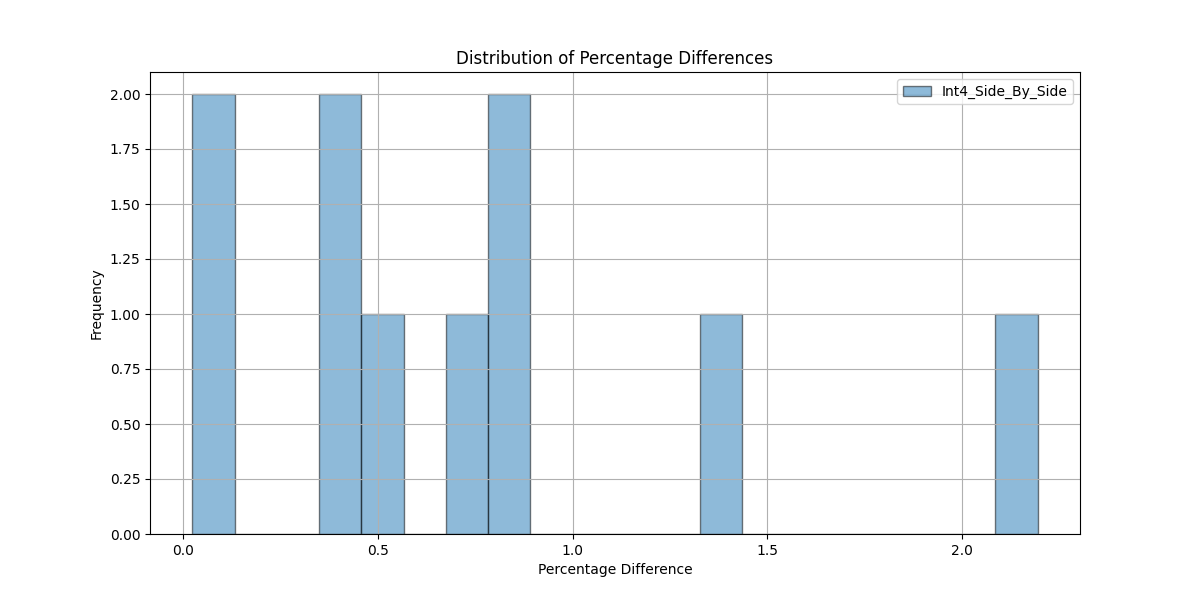 Distribution of Percentage Differences
Int4_Side_By_Side
2.00
1.75
1.50
1.25
1.00
0.75
0.50
0.25
0.00
Frequency
0.0 0.5 1.0 1.5 2.0
Percentage Difference